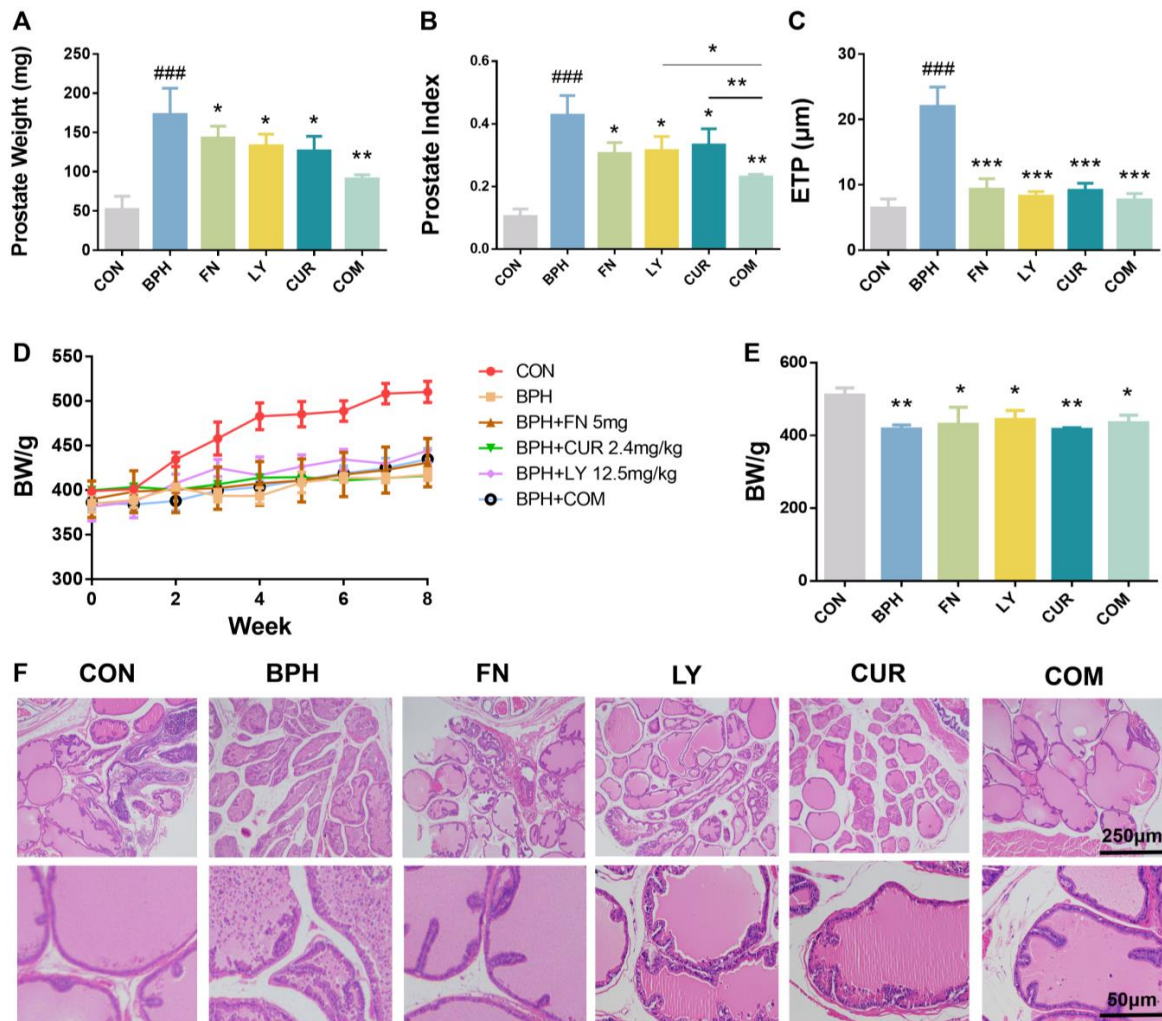 A
Prostate Weight (mg)
250
200
150
100
50
0
###
*
*
*
**
CON
BPH
FN
LY
CUR
COM
B
Prostate Index
0.6
0.4
0.2
0.0
###
*
*
*
**
*
**
CON
BPH
FN
LY
CUR
COM
C
ETP (µm)
30
20
10
0
###
***
***
***
***
CON
BPH
FN
LY
CUR
COM
D
BW/g
550
500
450
400
350
300
0
2
4
6
8
Week
CON
BPH
BPH+FN 5mg
BPH+CUR 2.4mg/kg
BPH+LY 12.5mg/kg
BPH+COM
E
BW/g
600
400
200
0
**
*
*
**
*
CON
BPH
FN
LY
CUR
COM
F
CON
BPH
FN
LY
CUR
COM
250µm
50µm